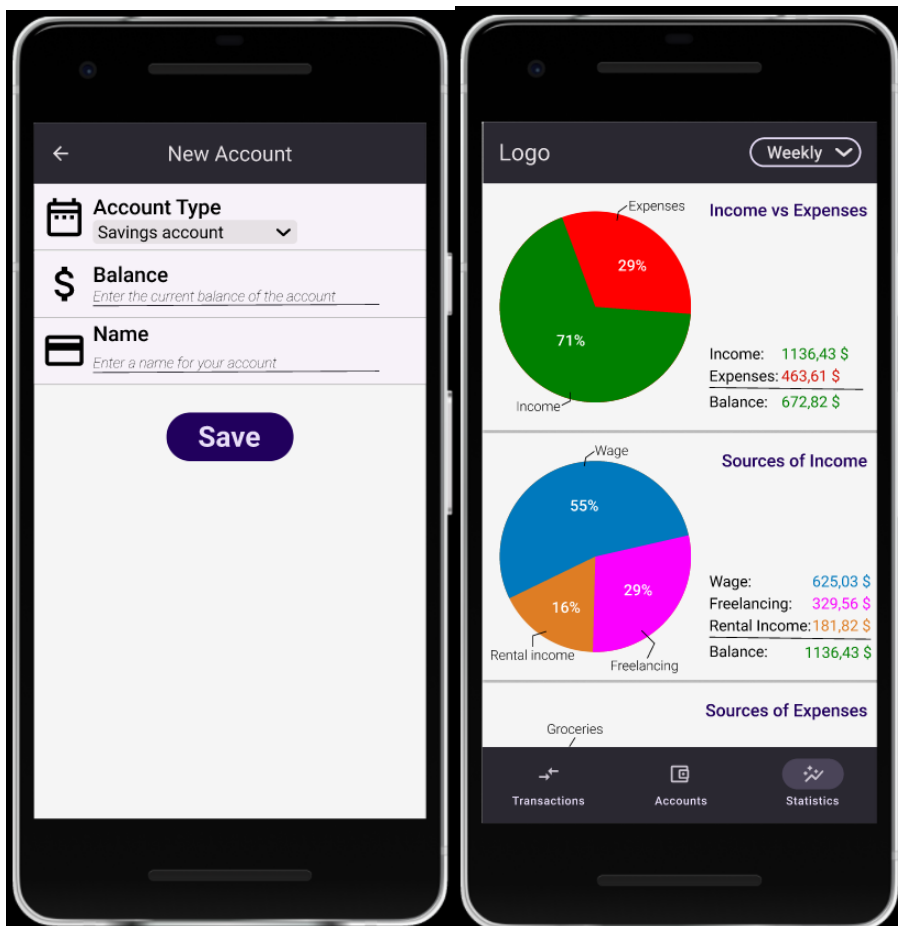 New Account
Account Type
Savings account
Balance
Enter the current balance of the account
Name
Enter a name for your account
Save
Logo
Weekly
Income vs Expenses
Expenses
29%
71%
Income
Income: 1136,43 $
Expenses: 463,61 $
Balance: 672,82 $
Sources of Income
Wage
55%
29%
16%
Rental income
Freelancing
Wage: 625,03 $
Freelancing: 329,56 $
Rental Income: 181,82 $
Balance: 1136,43 $
Sources of Expenses
Groceries
Transactions
Accounts
Statistics